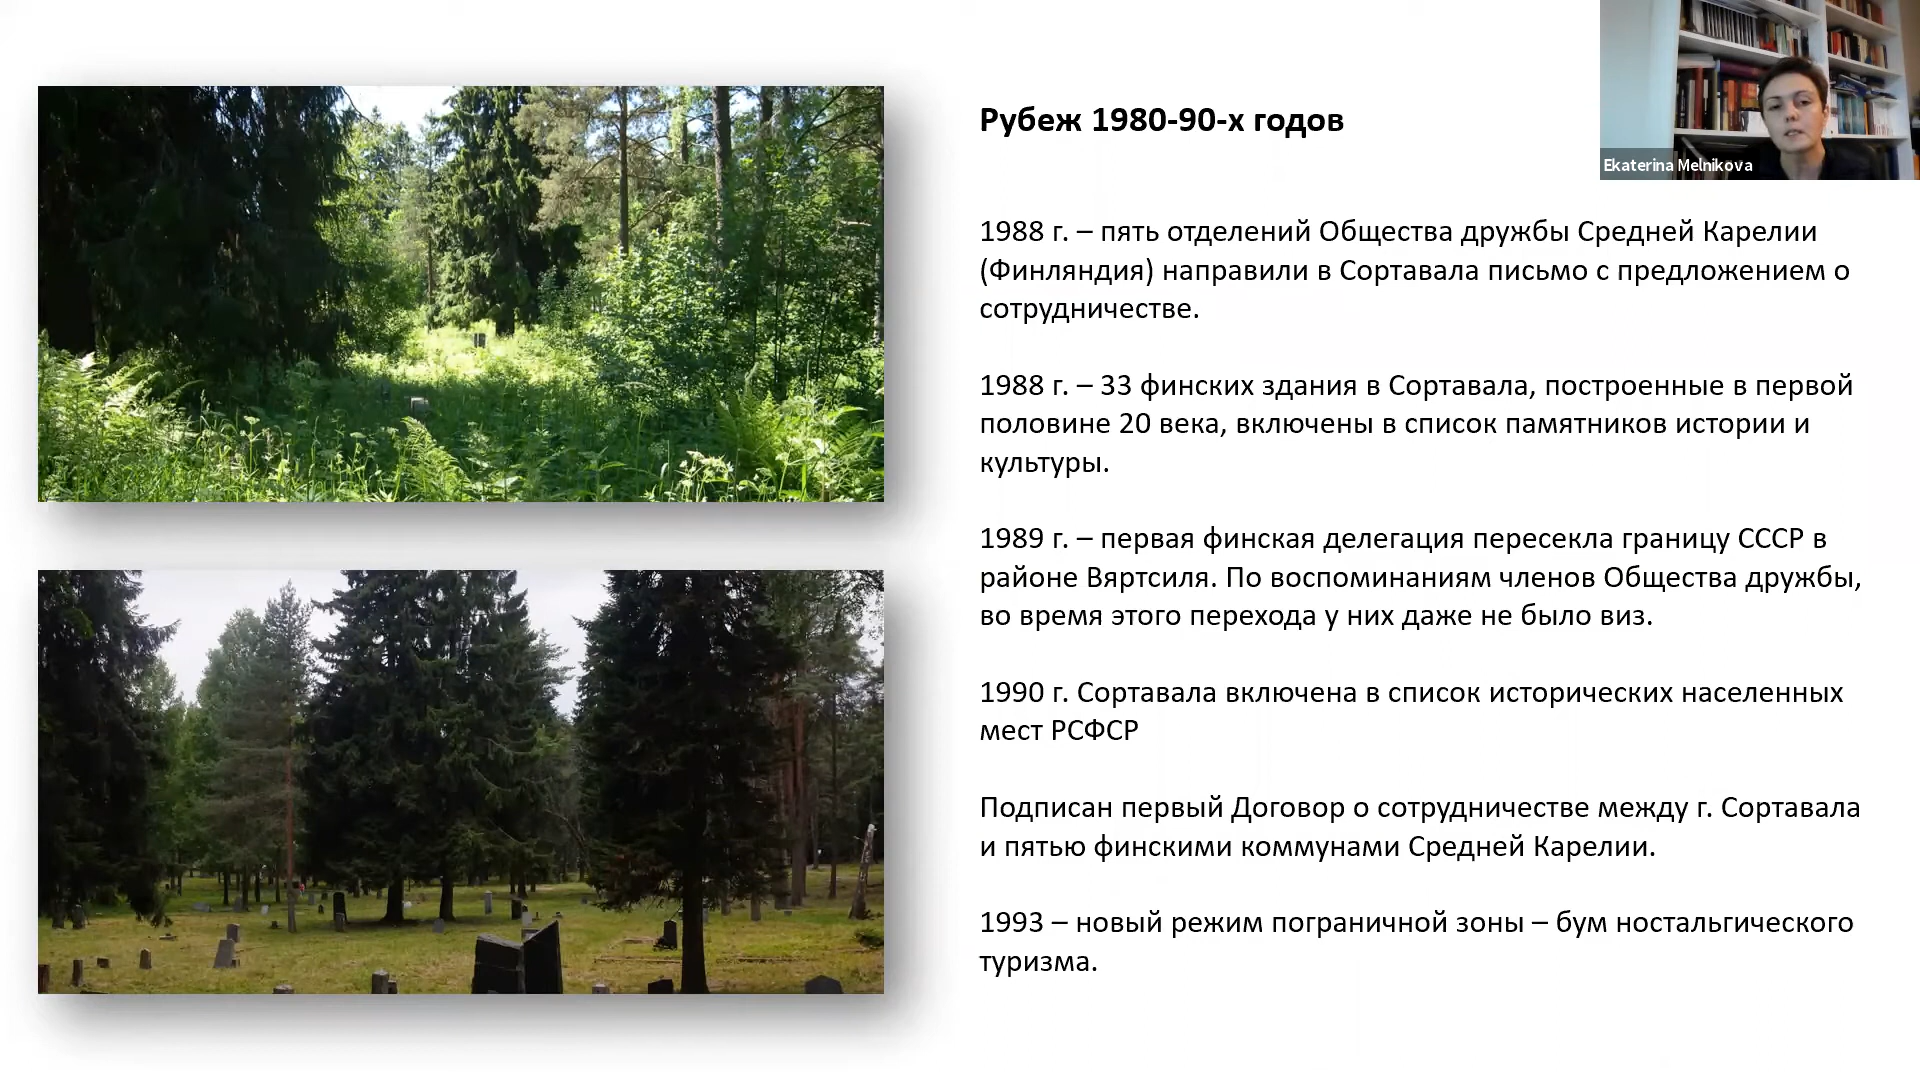 Рубеж 1980-90-х годов
Ekaterina Melnikova
1988 г. – пять отделений Общества дружбы Средней Карелии
(Финляндия) направили в Сортавала письмо с предложением о
сотрудничестве.
1988 г. – 33 финских здания в Сортавала, построенные в первой
половине 20 века, включены в список памятников истории и
культуры.
1989 г. – первая финская делегация пересекла границу СССР в
районе Вяртсиля. По воспоминаниям членов Общества дружбы,
во время этого перехода у них даже не было виз.
1990 г. Сортавала включена в список исторических населенных
мест РСФСР
Подписан первый Договор о сотрудничестве между г. Сортавала
и пятью финскими коммунами Средней Карелии.
1993 – новый режим пограничной зоны – бум ностальгического
туризма.